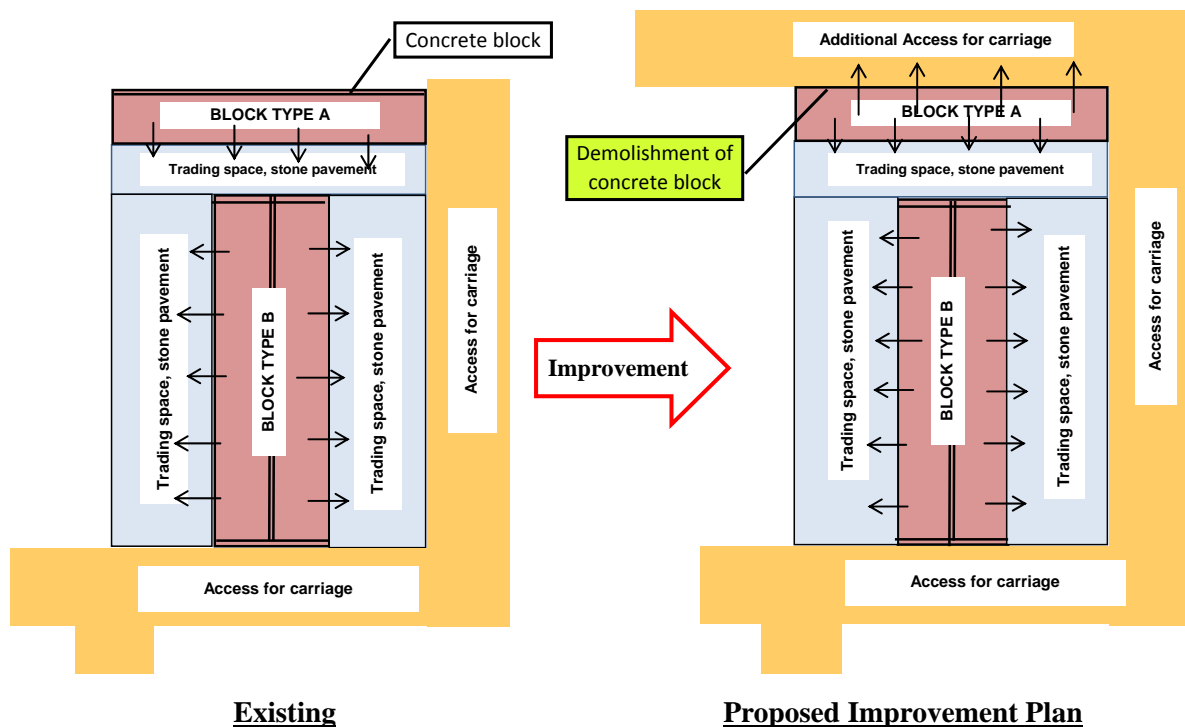 Concrete block
BLOCK TYPE A
Trading space, stone pavement
Trading space, stone pavement
BLOCK TYPE B
Trading space, stone pavement
Access for carriage
Access for carriage
Existing
Improvement
Additional Access for carriage
BLOCK TYPE A
Demolishment of
concrete block
Trading space, stone pavement
Trading space, stone pavement
BLOCK TYPE B
Trading space, stone pavement
Access for carriage
Access for carriage
Proposed Improvement Plan